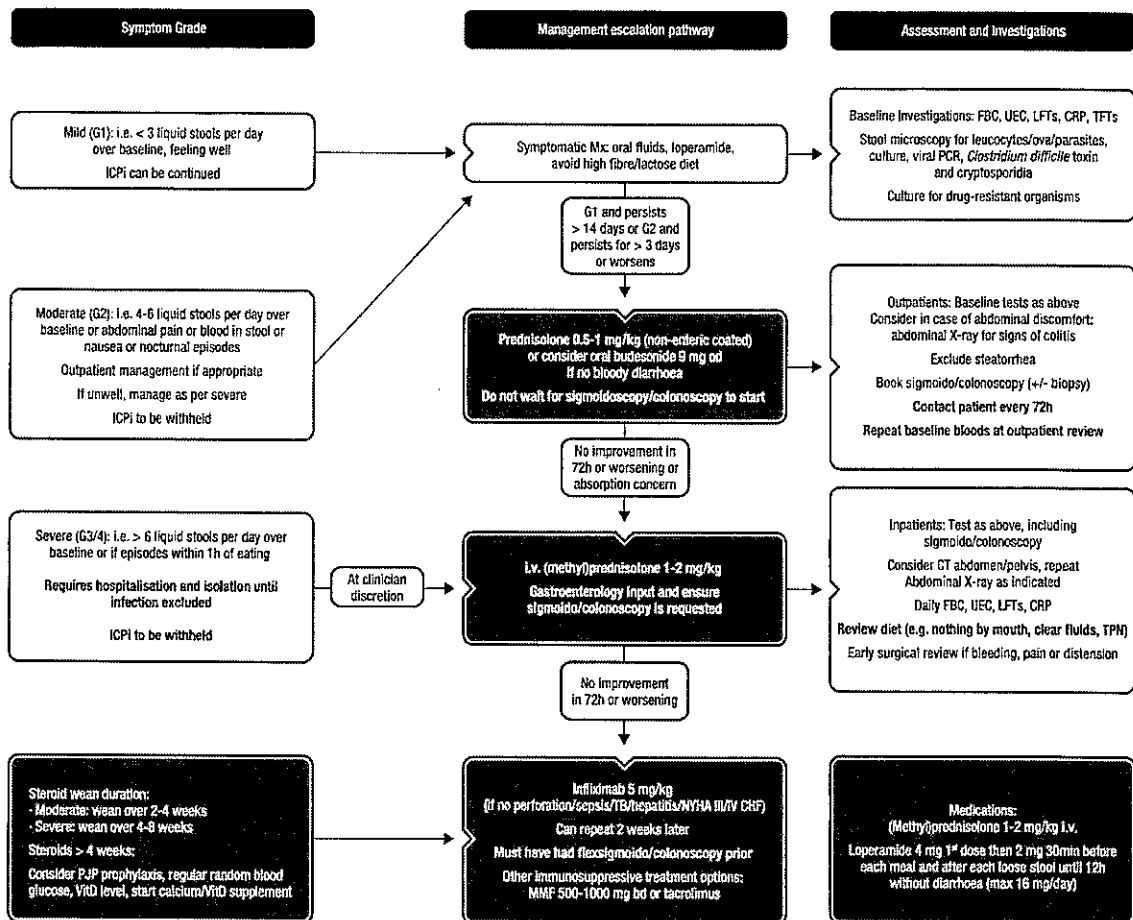 Symptom Grade
Management escalation pathway
Assessment and Investigations
Mild (G1): i.e. < 3 liquid stools per day
over baseline, feeling well
ICPi can be continued
Symptomatic Mx: oral fluids, loperamide,
avoid high fibre/lactose diet
Baseline Investigations: FBC, UEC, LFTs, CRP, TFTs
Stool microscopy for leucocytes/ova/parasites,
culture, viral PCR, Clostridium difficile toxin
and cryptosporidia
Culture for drug-resistant organisms
G1 and persists
> 14 days or G2 and
persists for > 3 days
or worsens
Moderate (G2): i.e. 4-6 liquid stools per day over
baseline or abdominal pain or blood in stool or
nausea or nocturnal episodes
Outpatient management if appropriate
If unwell, manage as per severe
ICPi to be withheld
Prednisolone 0.5-1 mg/kg (non-enteric coated)
or consider oral budesonide 9 mg od
if no bloody diarrhoea
Do not wait for sigmoidoscopy/colonoscopy to start
Outpatients: Baseline tests as above
Consider in case of abdominal discomfort:
abdominal X-ray for signs of colitis
Exclude steatorrhea
Book sigmoido/colonoscopy (+/- biopsy)
Contact patient every 72h
Repeat baseline bloods at outpatient review
No improvement in
72h or worsening or
absorption concern
Severe (G3/4): i.e. > 6 liquid stools per day over
baseline or if episodes within 1h of eating
Requires hospitalisation and isolation until
infection excluded
ICPi to be withheld
At clinician
discretion
i.v. (methyl)prednisolone 1-2 mg/kg
Gastroenterology input and ensure
sigmoido/colonoscopy is requested
Inpatients: Test as above, including
sigmoido/colonoscopy
Consider CT abdomen/pelvis, repeat
Abdominal X-ray as indicated
Daily FBC, UEC, LFTs, CRP
Review diet (e.g. nothing by mouth, clear fluids, TPN)
Early surgical review if bleeding, pain or distension
No improvement
in 72h or worsening
Steroid wean duration:
- Moderate: wean over 2-4 weeks
- Severe: wean over 4-8 weeks
Steroids > 4 weeks:
Consider PJP prophylaxis, regular random blood
glucose, VitD level, start calcium/VitD supplement
Infliximab 5 mg/kg
(if no perforation/sepsis/TB/hepatitis/NYHA III/IV CHF)
Can repeat 2 weeks later
Must have had flexsigmoido/colonoscopy prior
Other immunosuppressive treatment options:
MMF 500-1000 mg bd or tacrolimus
Medications:
(Methyl)prednisolone 1-2 mg/kg i.v.
Loperamide 4 mg 1st dose then 2 mg 30min before
each meal and after each loose stool until 12h
without diarrhoea (max 16 mg/day)